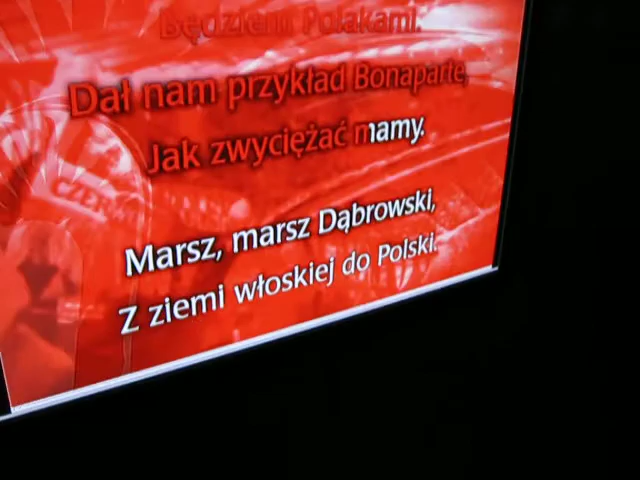 Będziem Polakami.
Dał nam przykład Bonaparte,
Jak zwyciężać mamy.
Marsz, marsz Dąbrowski,
Z ziemi włoskiej do Polski.